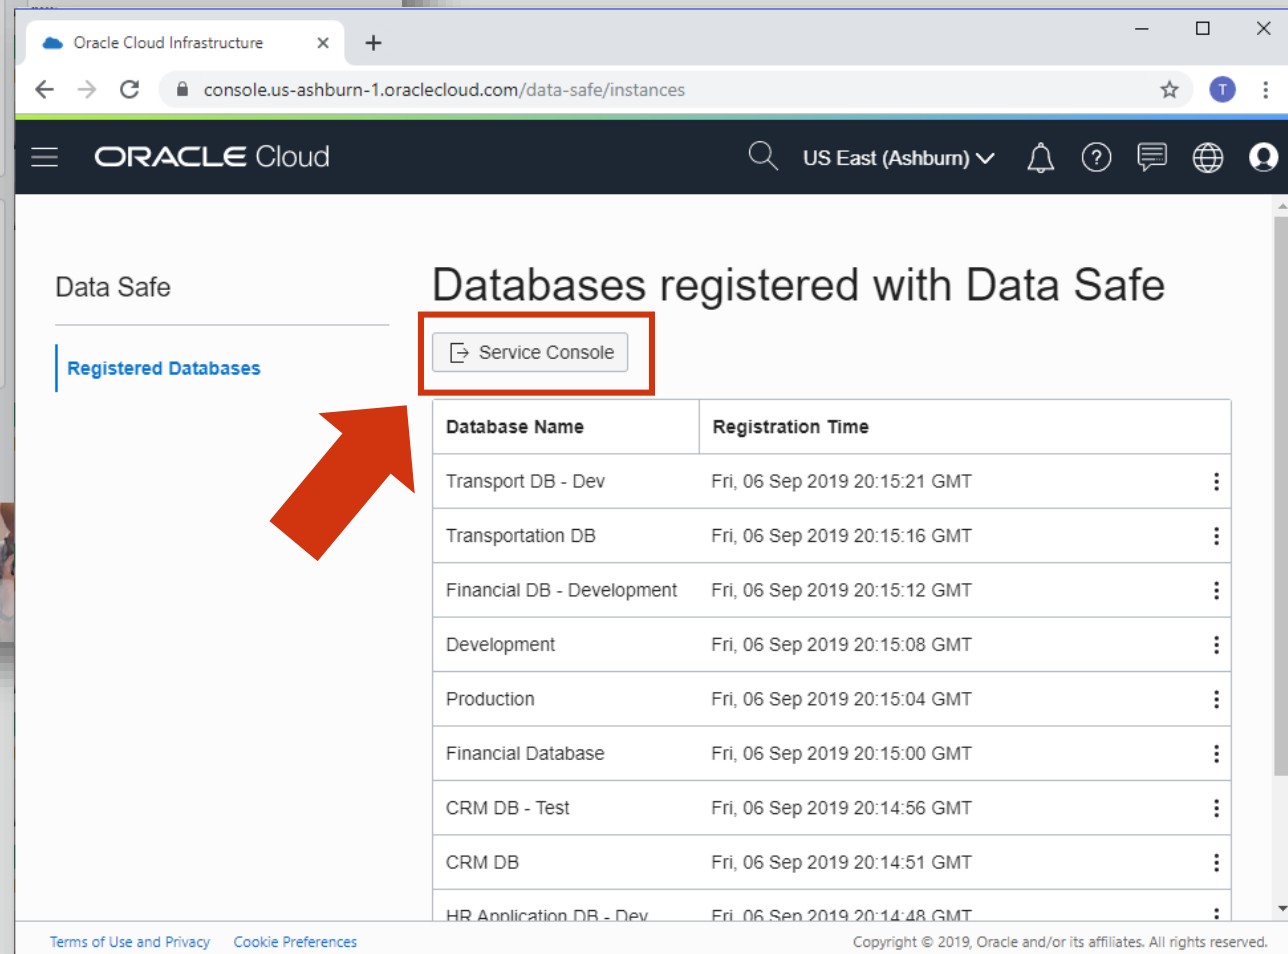 Oracle Cloud Infrastructure
console.us-ashburn-1.oraclecloud.com/data-safe/instances
T
ORACLE Cloud
US East (Ashburn)
Data Safe
Registered Databases
Databases registered with Data Safe
Service Console
Database Name Registration Time
Transport DB - Dev Fri, 06 Sep 2019 20:15:21 GMT
Transportation DB Fri, 06 Sep 2019 20:15:16 GMT
Financial DB - Development Fri, 06 Sep 2019 20:15:12 GMT
Development Fri, 06 Sep 2019 20:15:08 GMT
Production Fri, 06 Sep 2019 20:15:04 GMT
Financial Database Fri, 06 Sep 2019 20:15:00 GMT
CRM DB - Test Fri, 06 Sep 2019 20:14:56 GMT
CRM DB Fri, 06 Sep 2019 20:14:51 GMT
HR Application DB - Dev Fri, 06 Sep 2019 20:14:48 GMT
Terms of Use and Privacy Cookie Preferences Copyright © 2019, Oracle and/or its affiliates. All rights reserved.